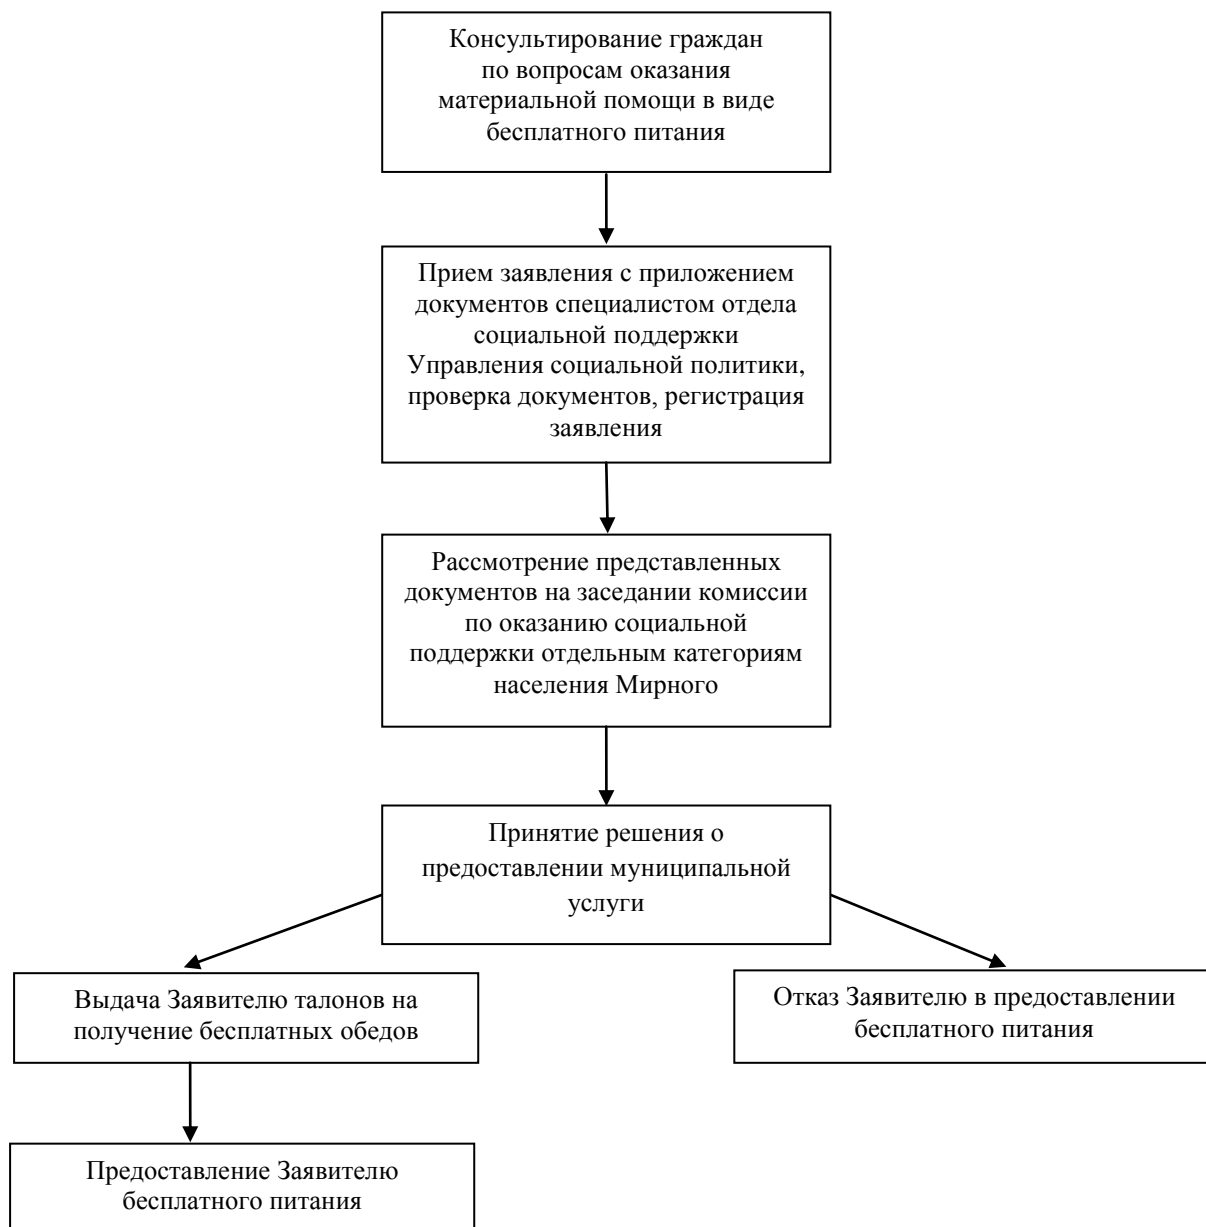 Консультирование граждан
по вопросам оказания
материальной помощи в виде
бесплатного питания
Прием заявления с приложением
документов специалистом отдела
социальной поддержки
Управления социальной политики,
проверка документов, регистрация
заявления
Рассмотрение представленных
документов на заседании комиссии
по оказанию социальной
поддержки отдельным категориям
населения Мирного
Принятие решения о
предоставлении муниципальной
услуги
Выдача Заявителю талонов на
получение бесплатных обедов
Отказ Заявителю в предоставлении
бесплатного питания
Предоставление Заявителю
бесплатного питания